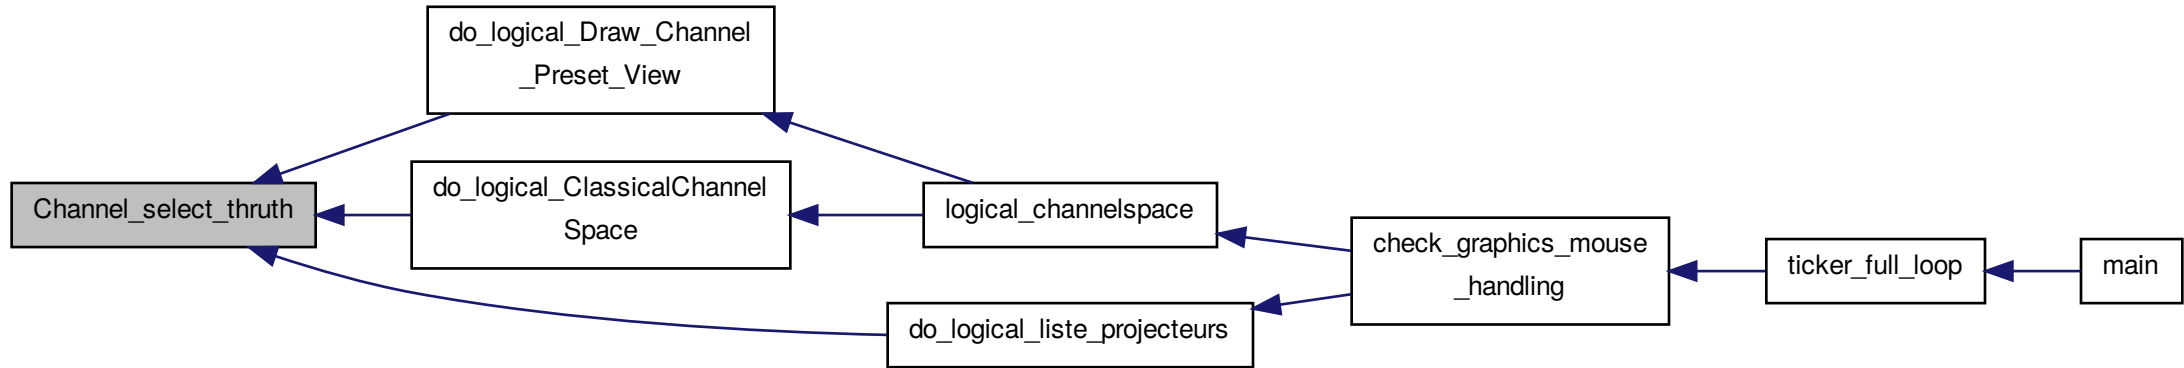 do_logical_Draw_Channel
_Preset_View
Channel_select_thruth
do_logical_ClassicalChannel
Space
logical_channelspace
do_logical_liste_projecteurs
check_graphics_mouse
_handling
ticker_full_loop
main